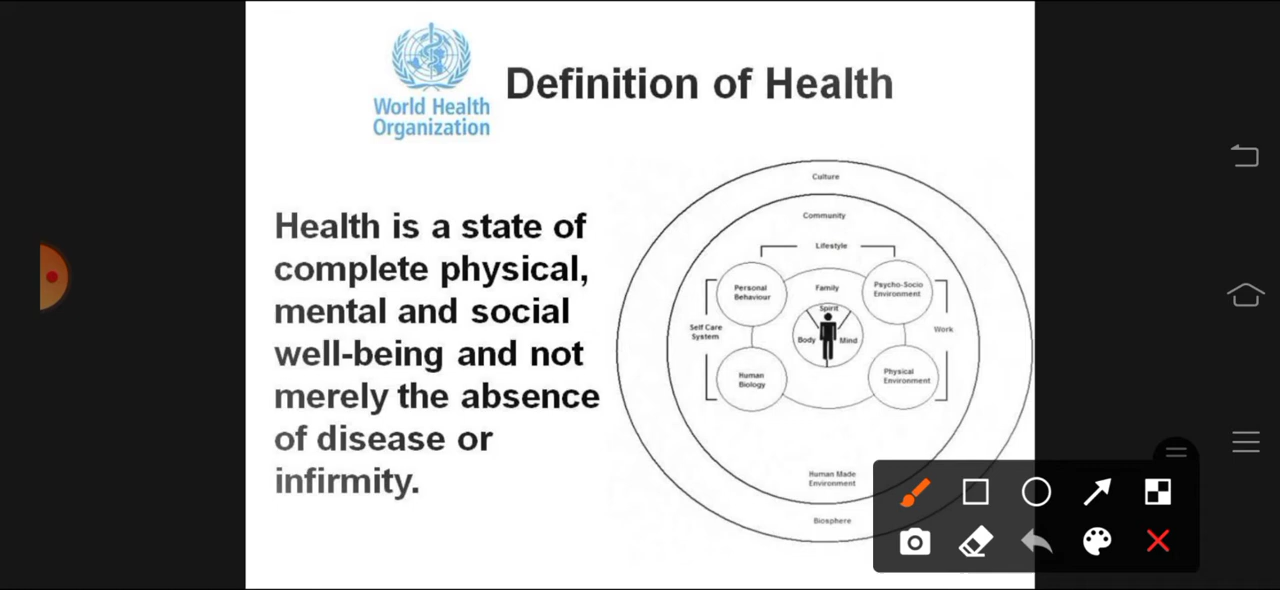 World Health
Organization
Definition of Health
Health is a state of
complete physical,
mental and social
well-being and not
merely the absence
of disease or
infirmity.
Culture
Community
Lifestyle
Personal
Behaviour
Family
Psycho-Socio
Environment
Spirit
Self Care
System
Body
Mind
Work
Human
Biology
Physical
Environment
Human Made
Environment
Biosphere